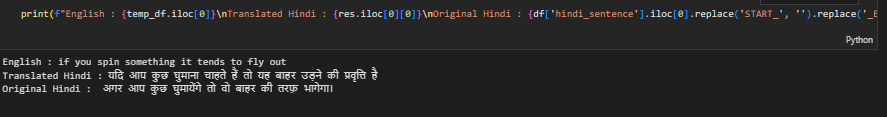 print(f"English : {temp_df.iloc[0]}\nTranslated Hindi : {res.iloc[0][0]}\nOriginal Hindi : {df['hindi_sentence'].iloc[0].replace('START_', '').replace('_E
Python
English : if you spin something it tends to fly out
Translated Hindi : यदि आप कुछ घुमाना चाहते हैं तो यह बाहर उड़ने की प्रवृत्ति है
Original Hindi :  अगर आप कुछ घुमायेंगे तो वो बाहर की तरफ़ भागेगा।